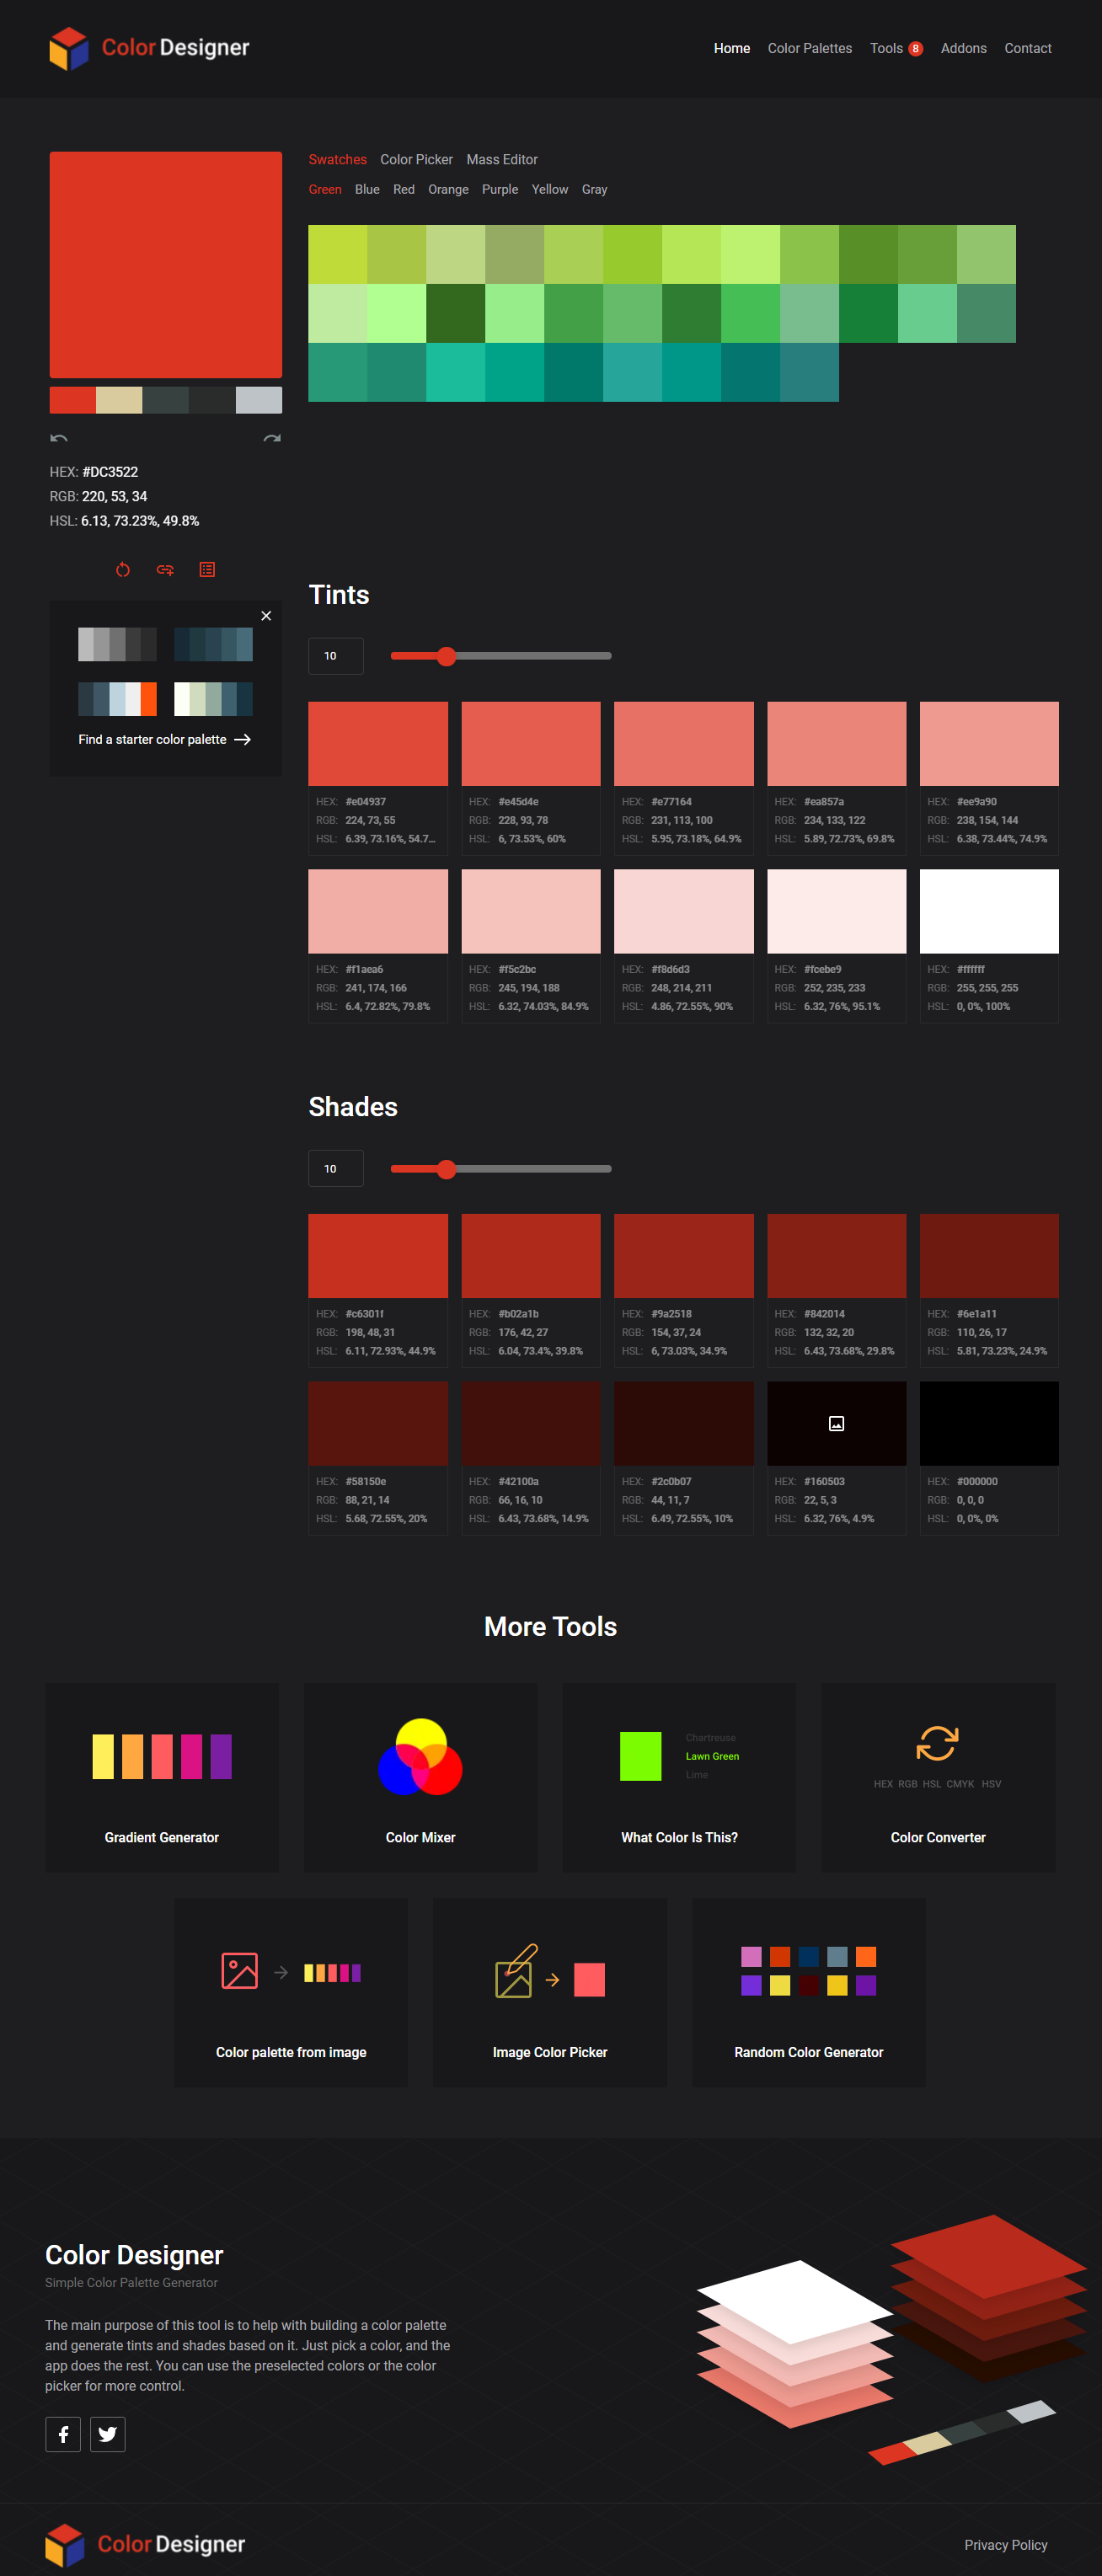 Color Designer
Home Color Palettes Tools 8 Addons Contact
Swatches Color Picker Mass Editor
Green Blue Red Orange Purple Yellow Gray
HEX: #DC3522
RGB: 220, 53, 34
HSL: 6.13, 73.23%, 49.8%
Find a starter color palette
Tints
10
HEX: #e04937
RGB: 224, 73, 55
HSL: 6.39, 73.16%, 54.7...
HEX: #e45d4e
RGB: 228, 93, 78
HSL: 6, 73.53%, 60%
HEX: #e77164
RGB: 231, 113, 100
HSL: 5.95, 73.18%, 64.9%
HEX: #ea857a
RGB: 234, 133, 122
HSL: 5.89, 72.73%, 69.8%
HEX: #ee9a90
RGB: 238, 154, 144
HSL: 6.38, 73.44%, 74.9%
HEX: #f1aea6
RGB: 241, 174, 166
HSL: 6.4, 72.82%, 79.8%
HEX: #f5c2bc
RGB: 245, 194, 188
HSL: 6.32, 74.03%, 84.9%
HEX: #f8d6d3
RGB: 248, 214, 211
HSL: 4.86, 72.55%, 90%
HEX: #fcebe9
RGB: 252, 235, 233
HSL: 6.32, 76%, 95.1%
HEX: #ffffff
RGB: 255, 255, 255
HSL: 0, 0%, 100%
Shades
10
HEX: #c6301f
RGB: 198, 48, 31
HSL: 6.11, 72.93%, 44.9%
HEX: #b02a1b
RGB: 176, 42, 27
HSL: 6.04, 73.4%, 39.8%
HEX: #9a2518
RGB: 154, 37, 24
HSL: 6, 73.03%, 34.9%
HEX: #842014
RGB: 132, 32, 20
HSL: 6.43, 73.68%, 29.8%
HEX: #6e1a11
RGB: 110, 26, 17
HSL: 5.81, 73.23%, 24.9%
HEX: #58150e
RGB: 88, 21, 14
HSL: 5.68, 72.55%, 20%
HEX: #42100a
RGB: 66, 16, 10
HSL: 6.43, 73.68%, 14.9%
HEX: #2c0b07
RGB: 44, 11, 7
HSL: 6.49, 72.55%, 10%
HEX: #160503
RGB: 22, 5, 3
HSL: 6.32, 76%, 4.9%
HEX: #000000
RGB: 0, 0, 0
HSL: 0, 0%, 0%
More Tools
Gradient Generator
Color Mixer
Chartreuse
Lawn Green
Lime
What Color Is This?
HEX RGB HSL CMYK HSV
Color Converter
Color palette from image
Image Color Picker
Random Color Generator
Color Designer
Simple Color Palette Generator
The main purpose of this tool is to help with building a color palette
and generate tints and shades based on it. Just pick a color, and the
app does the rest. You can use the preselected colors or the color
picker for more control.
Color Designer
Privacy Policy